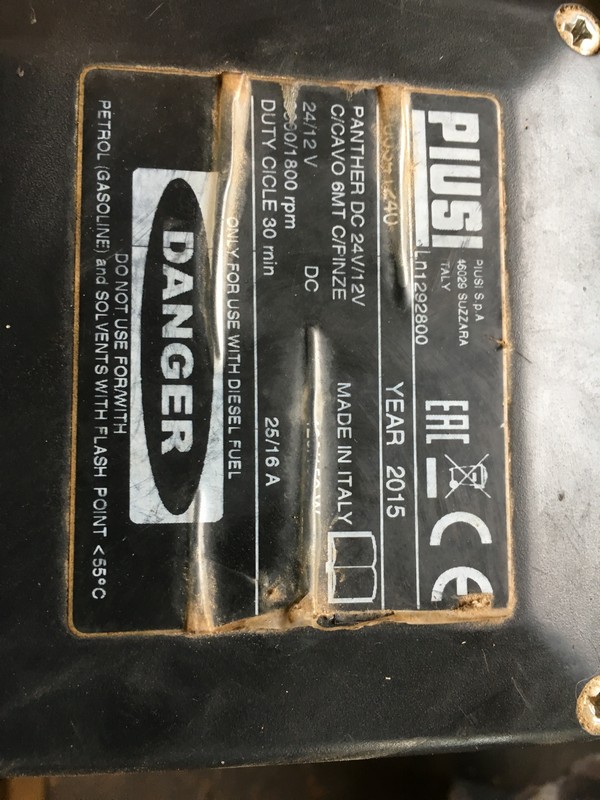 PIUSI
PIUSI S.p.A
46029 SUZZARA
ITALY
EAC
CE
L01292800
YEAR 2015
PANTHER DC 24V/12V
C/CAVO 6MT C/PINZE
MADE IN ITALY
24/12 V DC
/1800 rpm
DUTY CICLE 30 min 25/16 A
ONLY FOR USE WITH DIESEL FUEL
DANGER
DO NOT USE FOR/WITH
PETROL (GASOLINE) and SOLVENTS WITH FLASH POINT <55°C